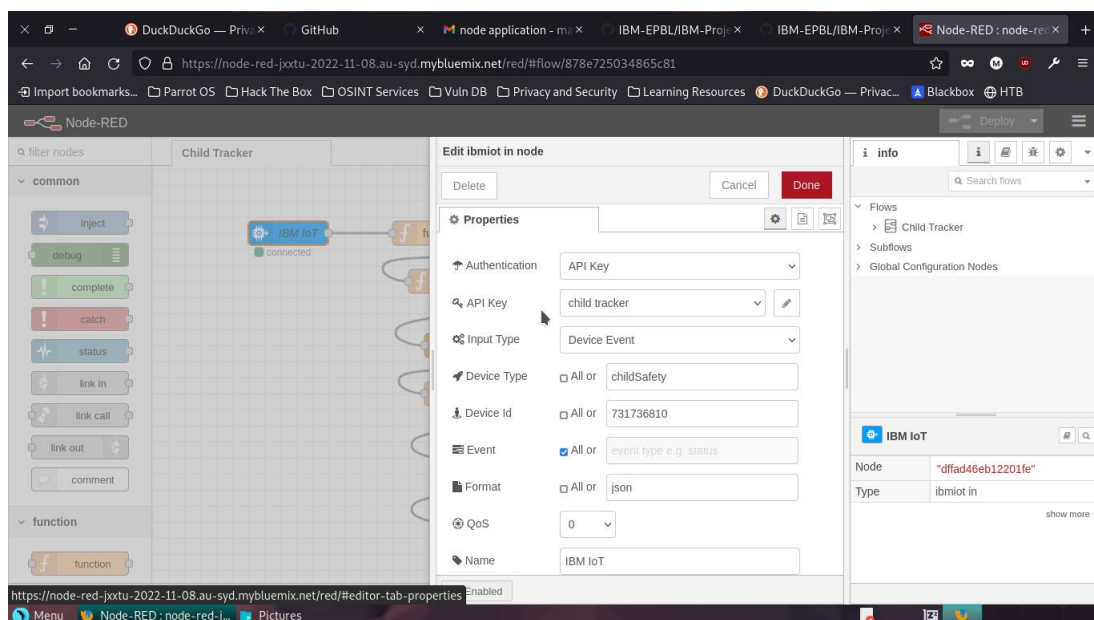 DuckDuckGo — Priva
GitHub
node application - ma
IBM-EPBL/IBM-Proje
IBM-EPBL/IBM-Proje
Node-RED : node-red
https://node-red-jxxtu-2022-11-08.au-syd.mybluemix.net/red/#flow/878e725034865c81
Import bookmarks... Parrot OS Hack The Box OSINT Services Vuln DB Privacy and Security Learning Resources DuckDuckGo — Privac... Blackbox HTB
Node-RED
Deploy
filter nodes
common
inject
debug
complete
catch
status
link in
link call
link out
comment
function
function
Child Tracker
IBM IoT
connected
Edit ibmiot in node
Delete
Cancel
Done
Properties
Authentication API Key
API Key child tracker
Input Type Device Event
Device Type All or childSafety
Device Id All or 731736810
Event All or event type e.g. status
Format All or json
QoS 0
Name IBM IoT
Enabled
info
Search flows
Flows
Child Tracker
Subflows
Global Configuration Nodes
IBM IoT
Node "dffad46eb12201fe"
Type ibmiot in
show more
https://node-red-jxxtu-2022-11-08.au-syd.mybluemix.net/red/#editor-tab-properties
Menu
Node-RED : node-red-j...
Pictures